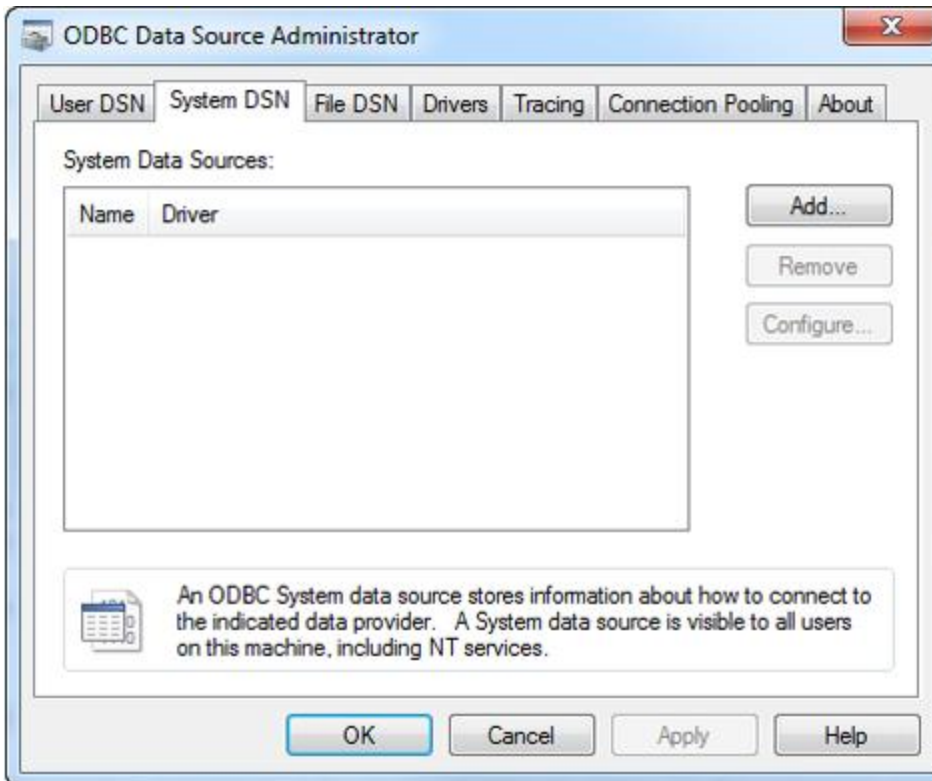 ODBC Data Source Administrator
User DSN System DSN File DSN Drivers Tracing Connection Pooling About
System Data Sources:
Name Driver
Add...
Remove
Configure...
An ODBC System data source stores information about how to connect to
the indicated data provider. A System data source is visible to all users
on this machine, including NT services.
OK Cancel Apply Help